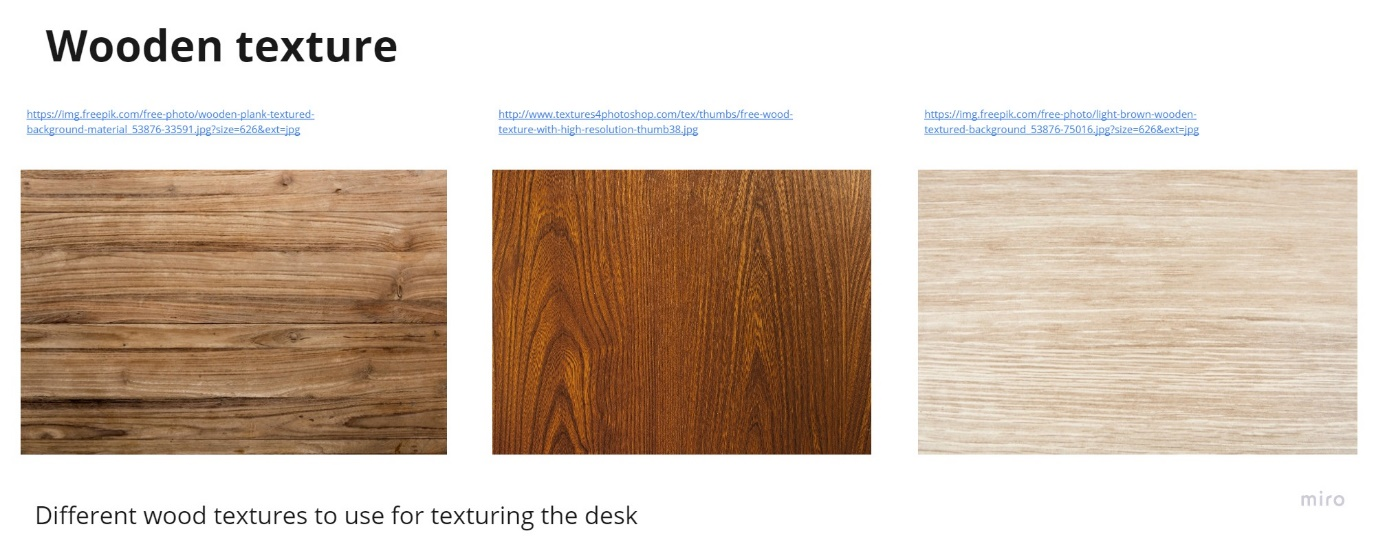 Wooden texture
https://img.freepik.com/free-photo/wooden-plank-textured-
background-material_53876-33591.jpg?size=626&ext=jpg
http://www.textures4photoshop.com/tex/thumbs/free-wood-
texture-with-high-resolution-thumb38.jpg
https://img.freepik.com/free-photo/light-brown-wooden-
textured-background_53876-75016.jpg?size=626&ext=jpg
miro
Different wood textures to use for texturing the desk